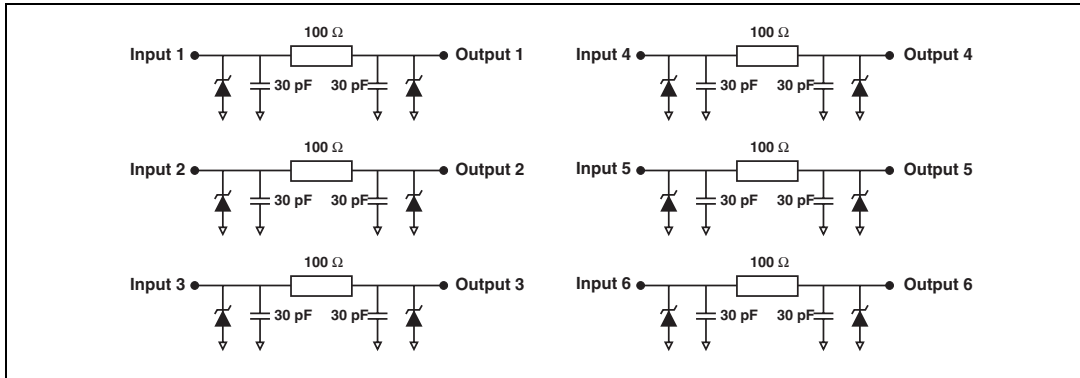 100 Ω
Input 1 Output 1
30 pF 30 pF
100 Ω
Input 4 Output 4
30 pF 30 pF
100 Ω
Input 2 Output 2
30 pF 30 pF
100 Ω
Input 5 Output 5
30 pF 30 pF
100 Ω
Input 3 Output 3
30 pF 30 pF
100 Ω
Input 6 Output 6
30 pF 30 pF